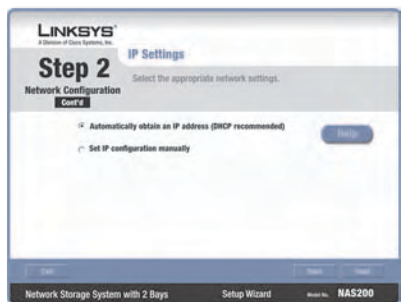 LINKSYS®
A Division of Cisco Systems, Inc.
Step 2
Network Configuration
Cont'd
IP Settings
Select the appropriate network settings.
Automatically obtain an IP address (DHCP recommended)
Set IP configuration manually
Help
Exit
Network Storage System with 2 Bays
Setup Wizard
Model No.
NAS200